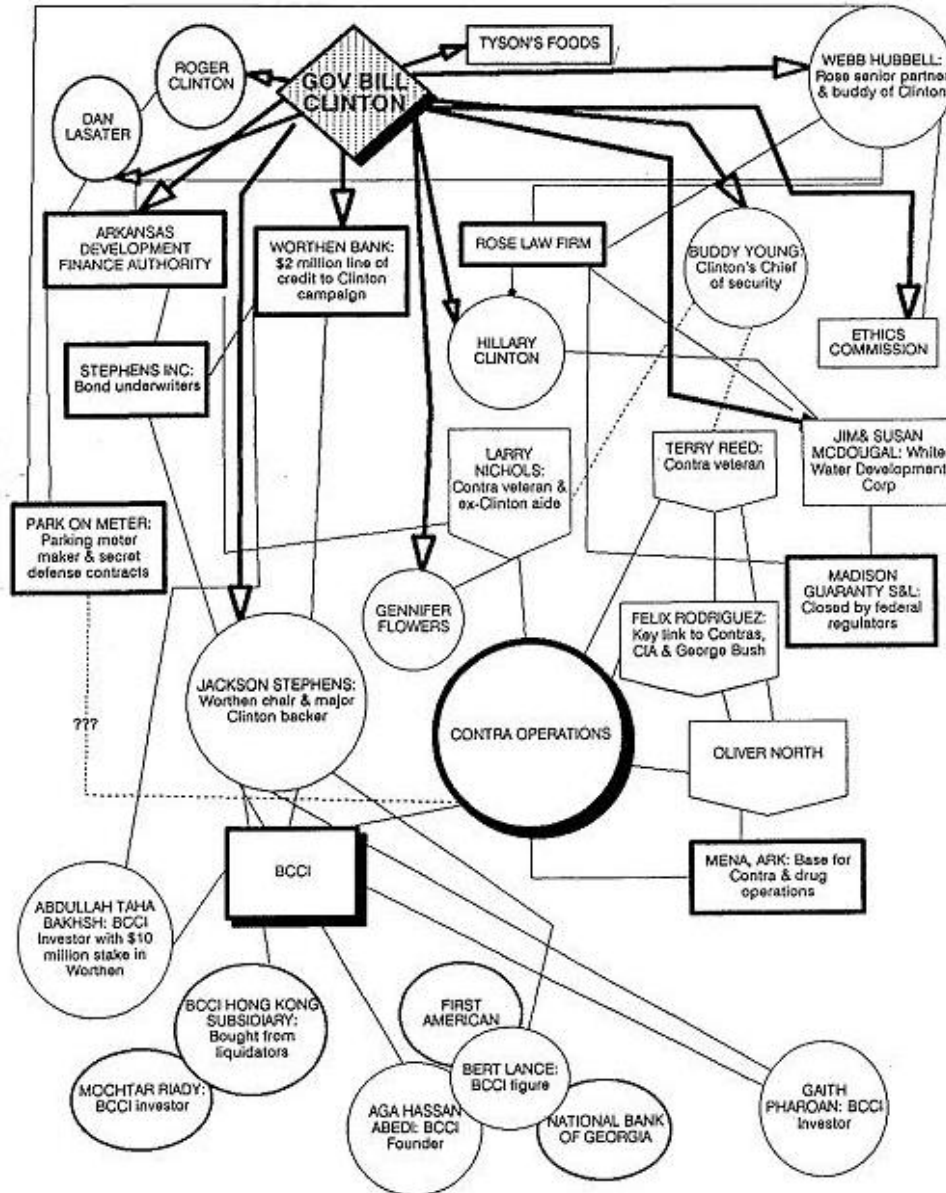 TYSON'S FOODS
ROGER
CLINTON
GOV BILL
CLINTON
WEBB HUBBELL:
Rose senior partner
& buddy of Clinton
DAN
LASATER
ARKANSAS
DEVELOPMENT
FINANCE AUTHORITY
WORTHEN BANK:
$2 million line of
credit to Clinton
campaign
ROSE LAW FIRM
BUDDY YOUNG:
Clinton's Chief
of security
ETHICS
COMMISSION
HILLARY
CLINTON
STEPHENS INC:
Bond underwriters
LARRY
NICHOLS:
Contra veteran &
ex-Clinton aide
TERRY REED:
Contra veteran
JIM& SUSAN
MCDOUGAL: White
Water Development
Corp
PARK ON METER:
Parking meter
maker & secret
defense contracts
GENNIFER
FLOWERS
MADISON
GUARANTY S&L:
Closed by federal
regulators
FELIX RODRIGUEZ:
Key link to Contras,
CIA & George Bush
JACKSON STEPHENS:
Worthen chair & major
Clinton backer
???
CONTRA OPERATIONS
OLIVER NORTH
BCCI
MENA, ARK: Base for
Contra & drug
operations
ABDULLAH TAHA
BAKHSH: BCCI
Investor with $10
million stake in
Worthen
BCCI HONG KONG
SUBSIDIARY:
Bought from
liquidators
FIRST
AMERICAN
MOCHTAR RIADY:
BCCI investor
BERT LANCE:
BCCI figure
AGA HASSAN
ABEDI: BCCI
Founder
NATIONAL BANK
OF GEORGIA
GAITH
PHAROAN: BCCI
Investor